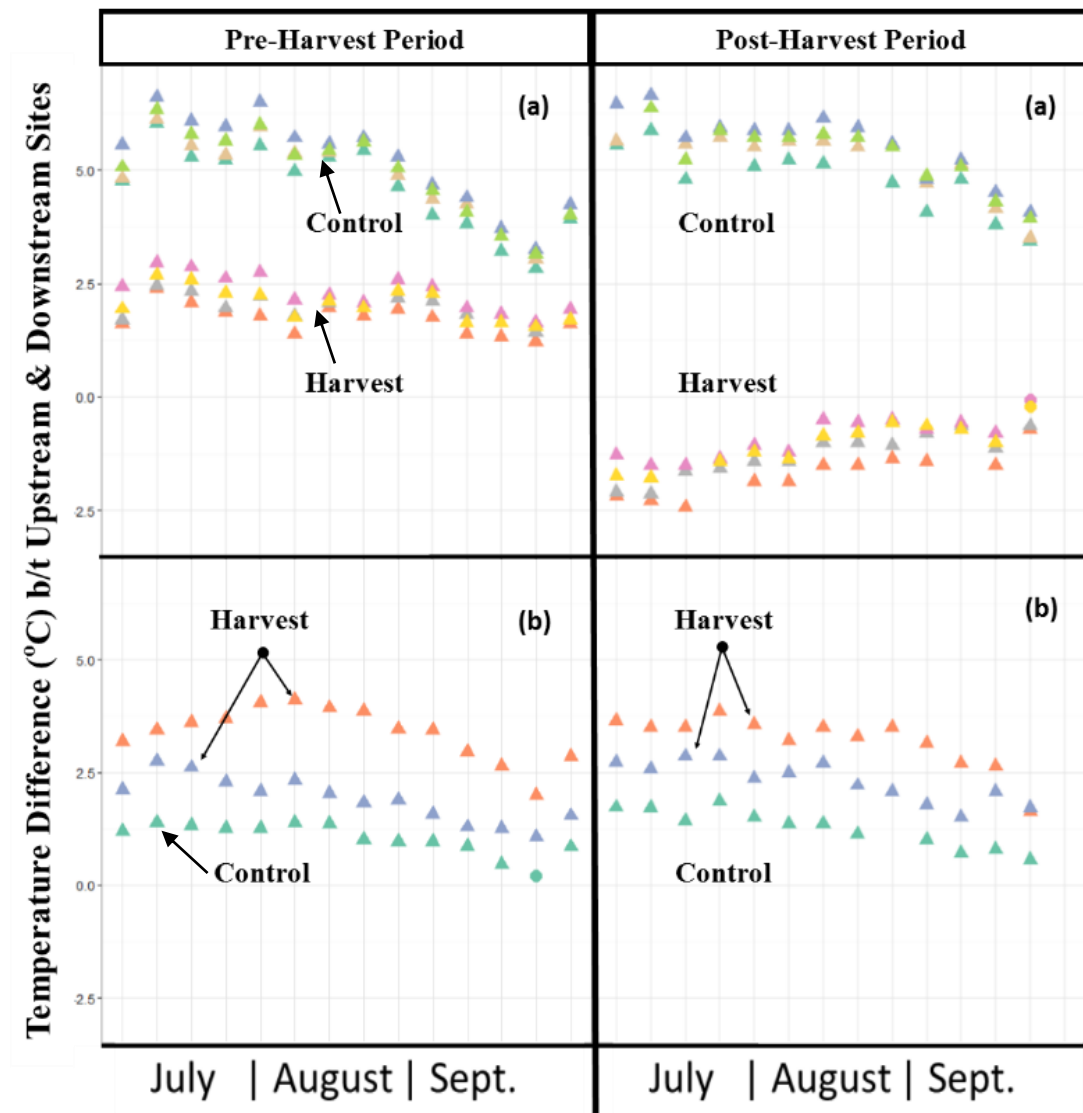 Pre-Harvest Period
Post-Harvest Period
Temperature Difference (°C) b/t Upstream & Downstream Sites
(a)
5.0
Control
2.5
Harvest
0.0
2.5
(a)
Control
Harvest
(b)
Harvest
5.0
2.5
Control
0.0
2.5
(b)
Harvest
Control
July | August | Sept.
July | August | Sept.